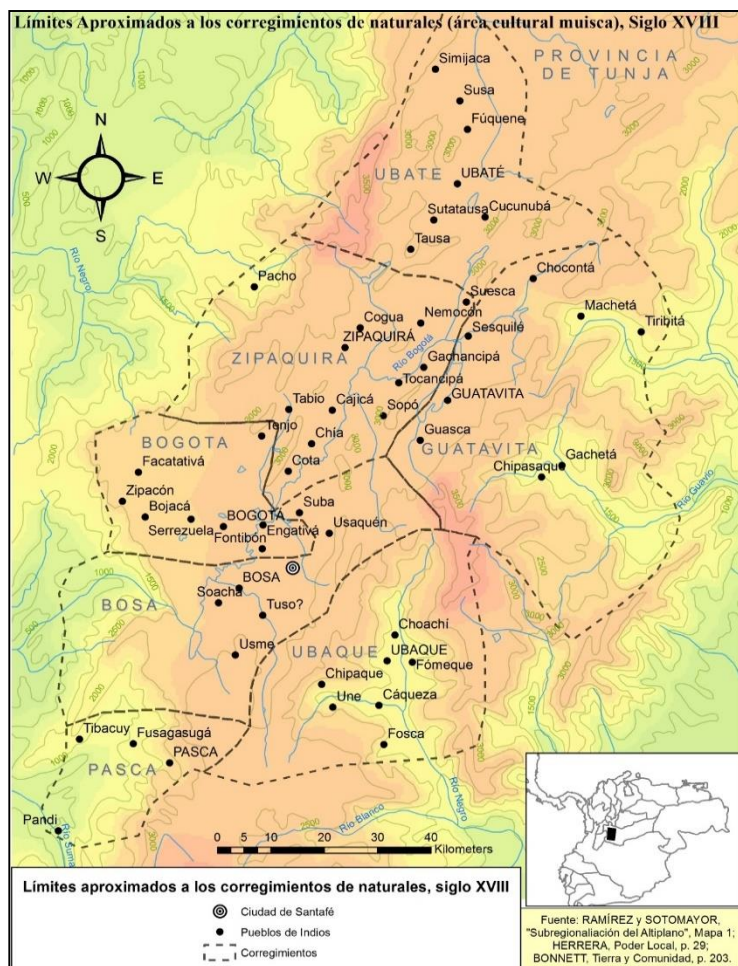 Límites Aproximados a los corregimientos de naturales (área cultural muisca), Siglo XVIII
PROVINCIA
DE TUNJA
Simijaca
Susa
Fúquene
N
W
E
S
UBATE
UBATÉ
Sutatausa
Cucunubá
Tausa
Río Negro
Pacho
Chocontá
Suesca
Machetá
Tiribitá
Cogua
Nemocón
ZIPAQUIRÁ
Sesquilé
ZIPAQUIRÁ
Río Bogotá
Gachancipá
Tocancipá
GUATAVITA
Tabio
Cajicá
Sopó
BOGOTA
Tenjo
Chía
Guasca
GUATAVITA
Facatativá
Cota
Chipasaque
Gachetá
Río Guavio
Zipacón
Bojacá
Serrezuela
BOGOTÁ
Suba
Engativá
Usaquén
Fontibón
BOSA
BOSA
Soacha
Tuso?
Choachí
UBAQUE
UBAQUE
Usme
Fómeque
Chipaque
Une
Cáqueza
Tibacuy
Fusagasugá
Fosca
PASCA
PASCA
Pandi
Río Suma
Río Blanco
Río Negro
0 5 10 20 30 40
Kilometers
Límites aproximados a los corregimientos de naturales, siglo XVIII
Ciudad de Santafé
Pueblos de Indios
Corregimientos
Fuente: RAMÍREZ y SOTOMAYOR,
"Subregionaliación del Altiplano", Mapa 1;
HERRERA, Poder Local, p. 29;
BONNETT, Tierra y Comunidad, p. 203.